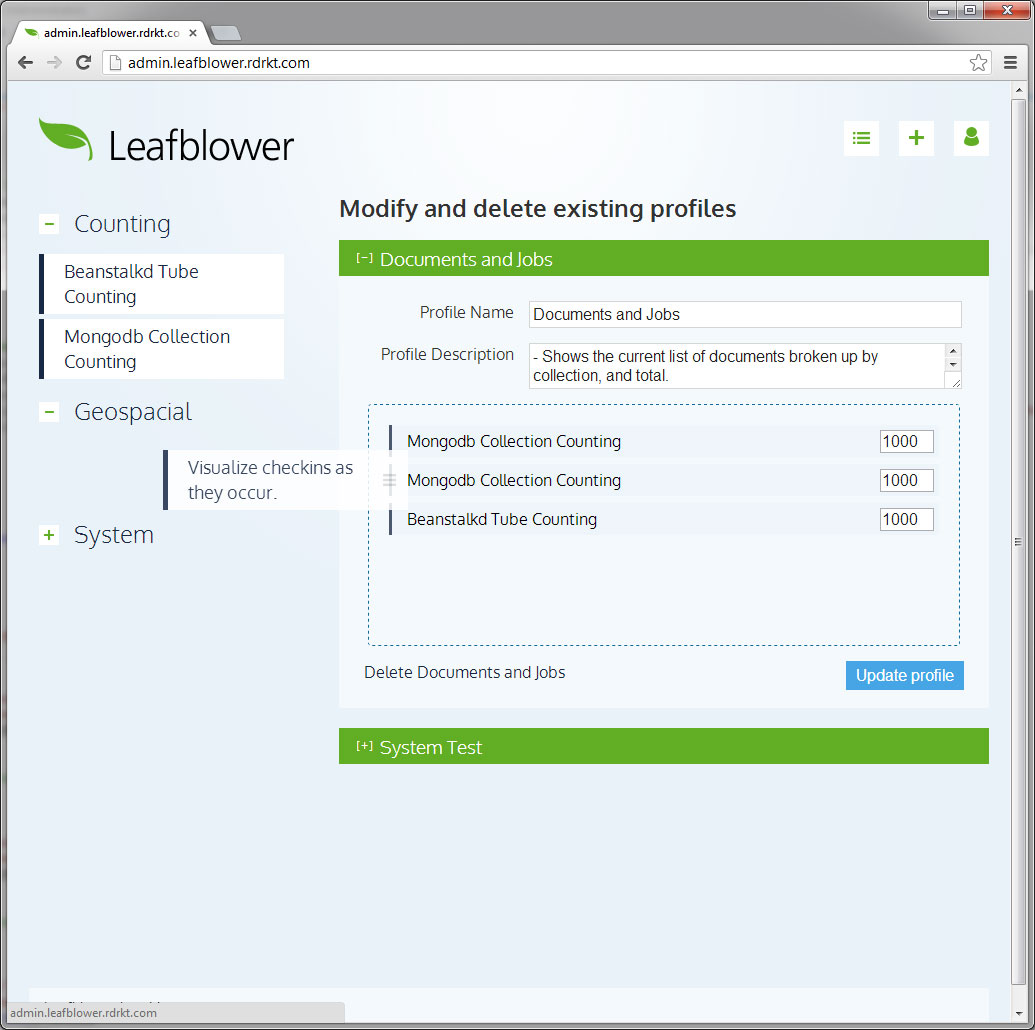 admin.leafblower.rdrkt.co
admin.leafblower.rdrkt.com
Leafblower
Counting
Beanstalkd Tube
Counting
Mongodb Collection
Counting
Geospacial
Visualize checkins as
they occur.
System
Modify and delete existing profiles
[-] Documents and Jobs
Profile Name
Documents and Jobs
Profile Description
- Shows the current list of documents broken up by
collection, and total.
Mongodb Collection Counting 1000
Mongodb Collection Counting 1000
Beanstalkd Tube Counting 1000
Delete Documents and Jobs
Update profile
[+] System Test
admin.leafblower.rdrkt.com